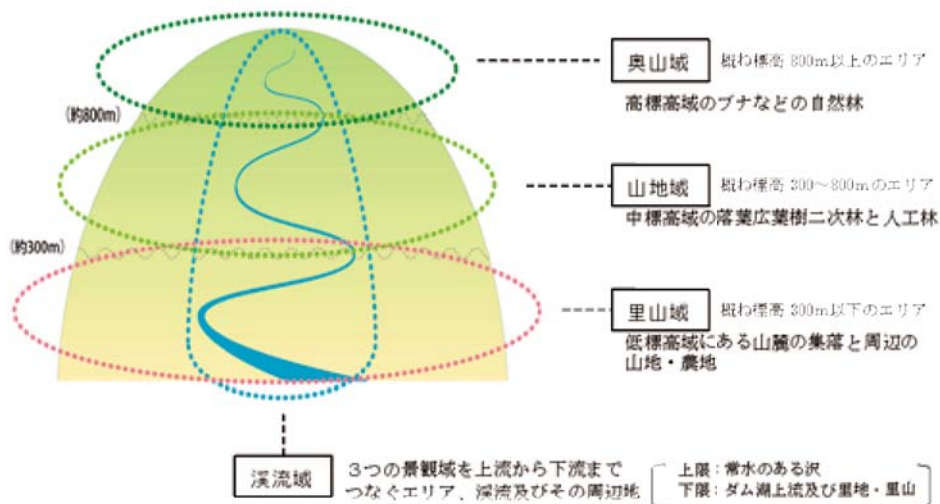 奥山域 概ね標高 800m以上のエリア
高標高域のブナなどの自然林
(約800m)
山地域 概ね標高 300～800mのエリア
中標高域の落葉広葉樹二次林と人工林
(約300m)
里山域 概ね標高 300m以下のエリア
低標高域にある山麓の集落と周辺の
山地・農地
渓流域
３つの景観域を上流から下流まで
つなぐエリア、渓流及びその周辺地
上限：常水のある沢
下限：ダム湖上流及び里地・里山